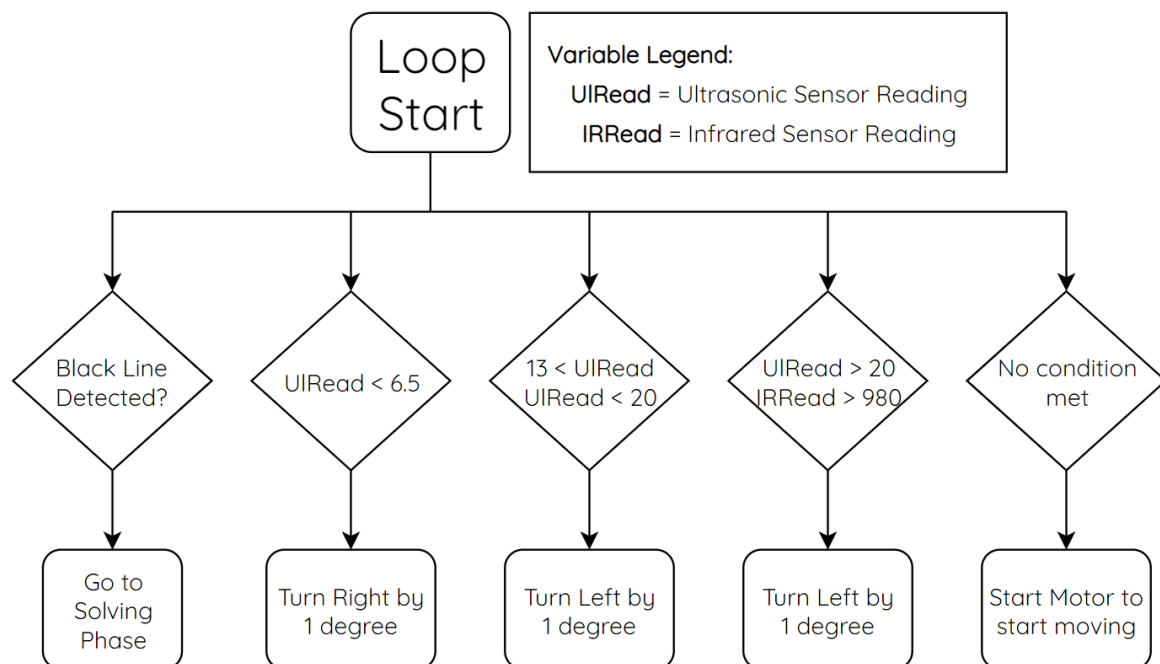 Loop
Start
Variable Legend:
UlRead = Ultrasonic Sensor Reading
IRRead = Infrared Sensor Reading
Black Line
Detected?
UlRead < 6.5
13 < UlRead
UlRead < 20
UlRead > 20
IRRead > 980
No condition
met
Go to
Solving
Phase
Turn Right by
1 degree
Turn Left by
1 degree
Turn Left by
1 degree
Start Motor to
start moving